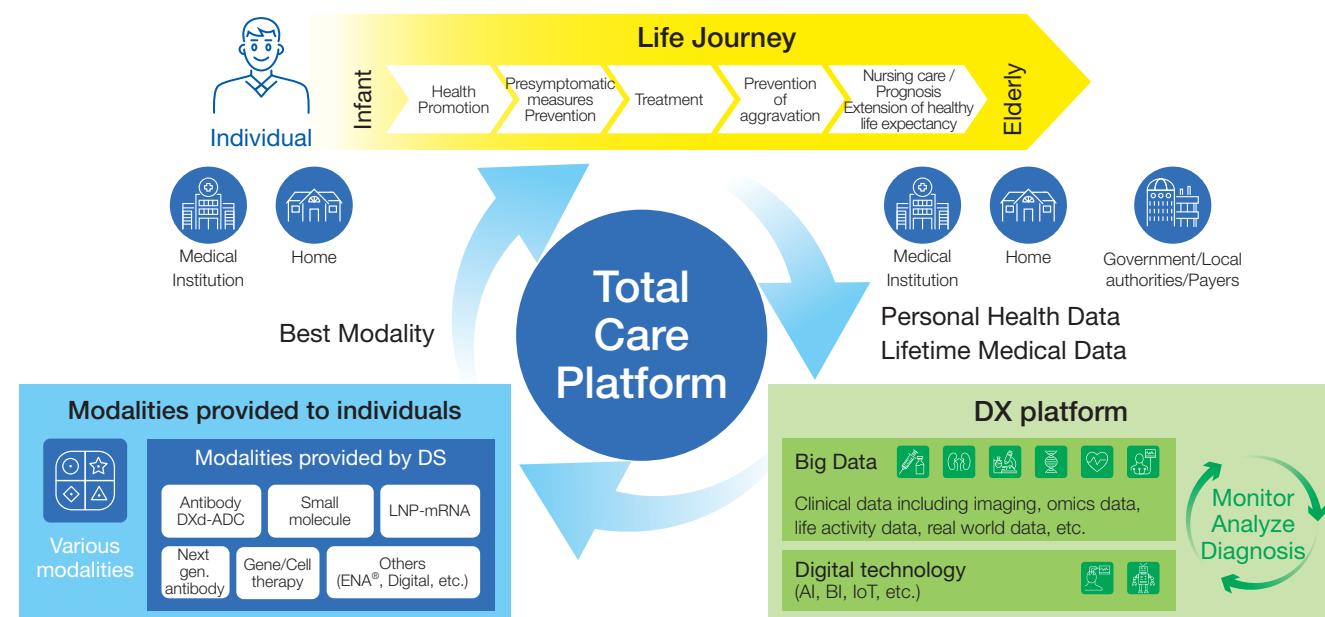 Life Journey
Individual
Infant
Health
Promotion
Presymptomatic
measures
Prevention
Treatment
Prevention
of
aggravation
Nursing care /
Prognosis
Extension of healthy
life expectancy
Elderly
Medical
Institution
Home
Medical
Institution
Home
Government/Local
authorities/Payers
Total
Care
Platform
Best Modality
Personal Health Data
Lifetime Medical Data
Modalities provided to individuals
Various
modalities
Modalities provided by DS
Antibody
DXd-ADC
Small
molecule
LNP-mRNA
Next
gen.
antibody
Gene/Cell
therapy
Others
(ENA®, Digital, etc.)
DX platform
Big Data
Clinical data including imaging, omics data,
life activity data, real world data, etc.
Digital technology
(AI, BI, IoT, etc.)
Monitor
Analyze
Diagnosis